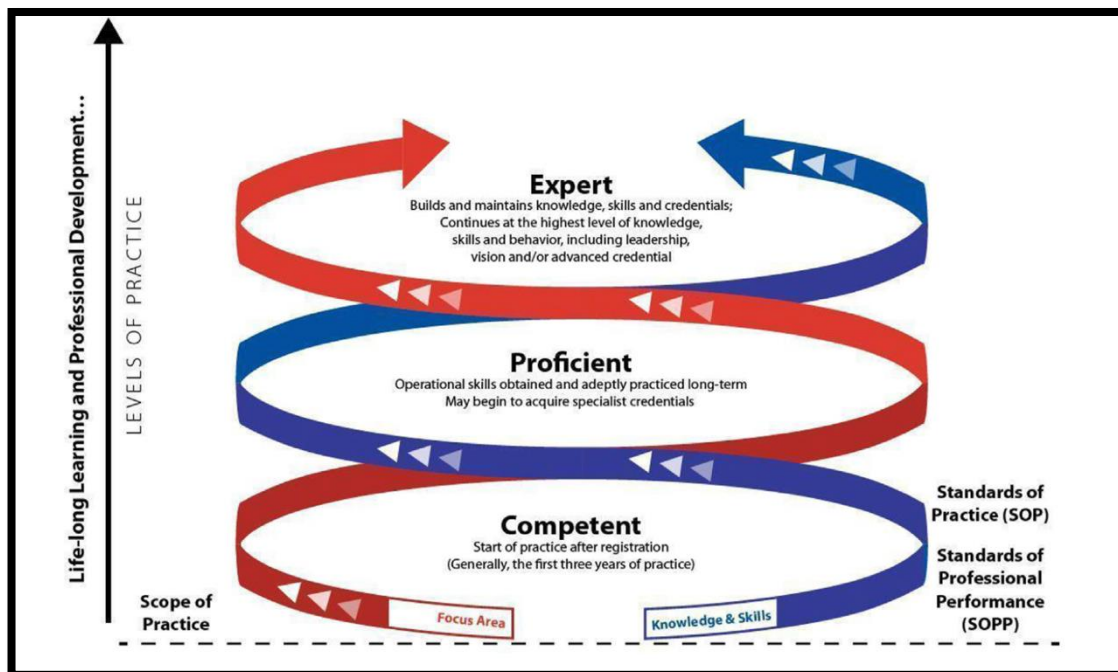 Life-long Learning and Professional Development...
LEVELS OF PRACTICE
Expert
Builds and maintains knowledge, skills and credentials;
Continues at the highest level of knowledge,
skills and behavior, including leadership,
vision and/or advanced credential
Proficient
Operational skills obtained and adeptly practiced long-term
May begin to acquire specialist credentials
Competent
Start of practice after registration
(Generally, the first three years of practice)
Standards of
Practice (SOP)
Standards of
Professional
Performance
(SOPP)
Scope of
Practice
Focus Area
Knowledge & Skills